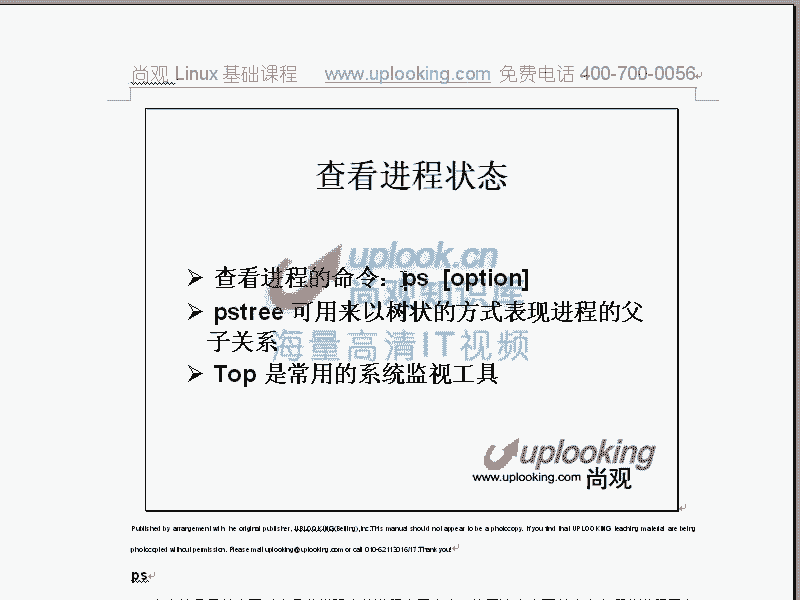 尚观 Linux 基础课程 www.uplooking.com 免费电话 400-700-0056
查看进程状态
uplook.cn
尚观知识库
➢ 查看进程的命令：ps [option]
➢ pstree 可用来以树状的方式表现进程的父
子关系
海量高清IT视频
➢ Top 是常用的系统监视工具
uplooking
www.uplooking.com 尚观
Published by arrangement with the original publisher, UPLOOKING(Beijing),Inc.This manual should not appear to be a photocopy. If you find that UPLOOKING teaching material are being
photocopied without permission. Please mail uplooking@uplooking.com or call 010-62113016/17.Thank you!
ps